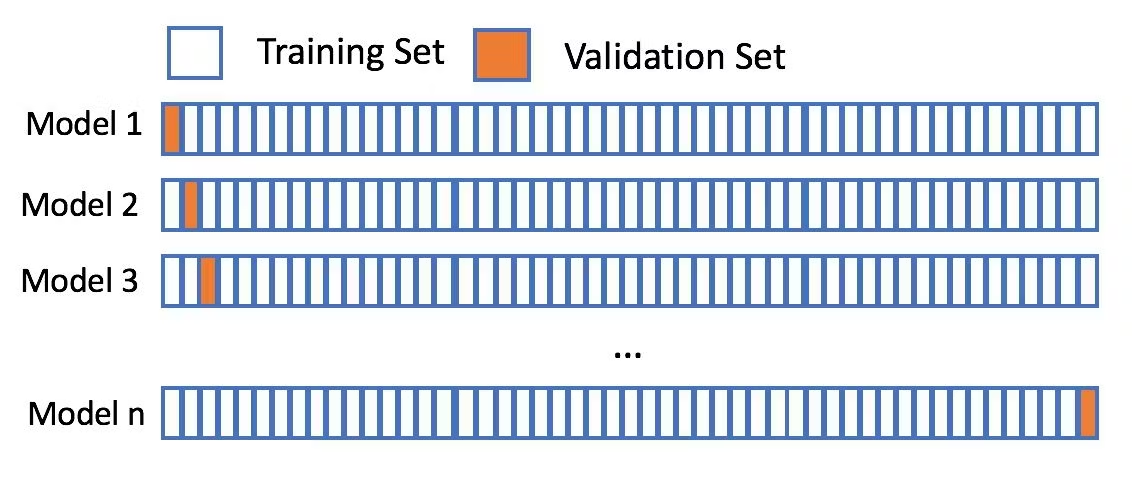 Training Set Validation Set
Model 1
Model 2
Model 3
...
Model n